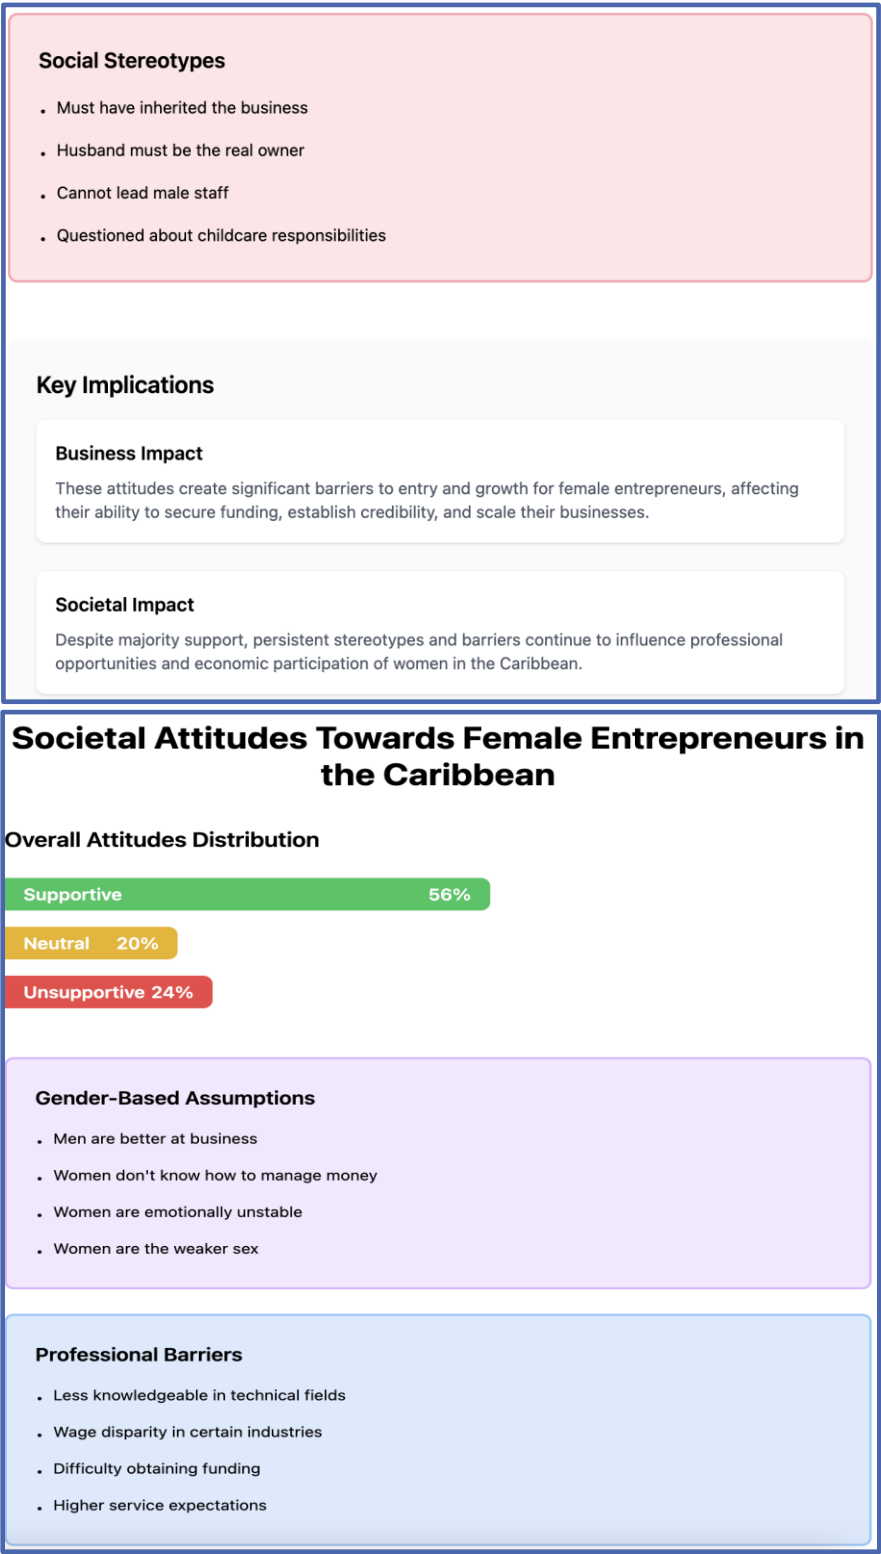 Social Stereotypes
• Must have inherited the business
• Husband must be the real owner
• Cannot lead male staff
• Questioned about childcare responsibilities
Key Implications
Business Impact
These attitudes create significant barriers to entry and growth for female entrepreneurs, affecting
their ability to secure funding, establish credibility, and scale their businesses.
Societal Impact
Despite majority support, persistent stereotypes and barriers continue to influence professional
opportunities and economic participation of women in the Caribbean.
Societal Attitudes Towards Female Entrepreneurs in
the Caribbean
Overall Attitudes Distribution
Supportive 56%
Neutral 20%
Unsupportive 24%
Gender-Based Assumptions
• Men are better at business
• Women don't know how to manage money
• Women are emotionally unstable
• Women are the weaker sex
Professional Barriers
• Less knowledgeable in technical fields
• Wage disparity in certain industries
• Difficulty obtaining funding
• Higher service expectations